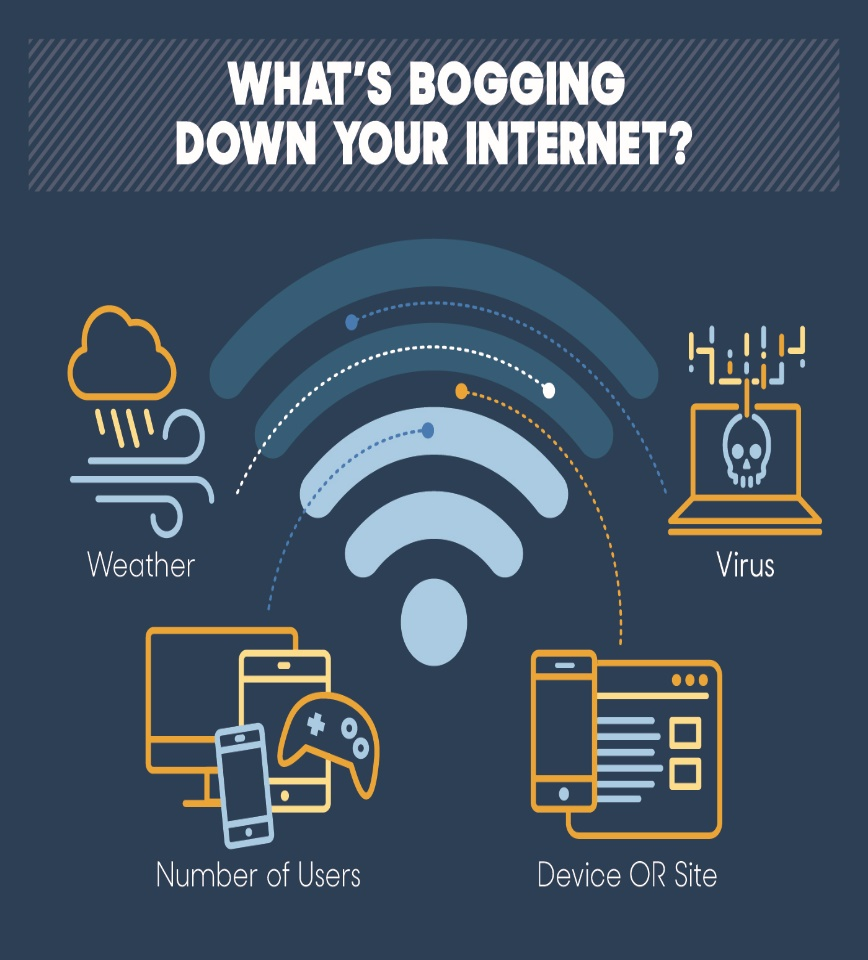 WHAT'S BOGGING
DOWN YOUR INTERNET?
Weather
Virus
Number of Users
Device OR Site